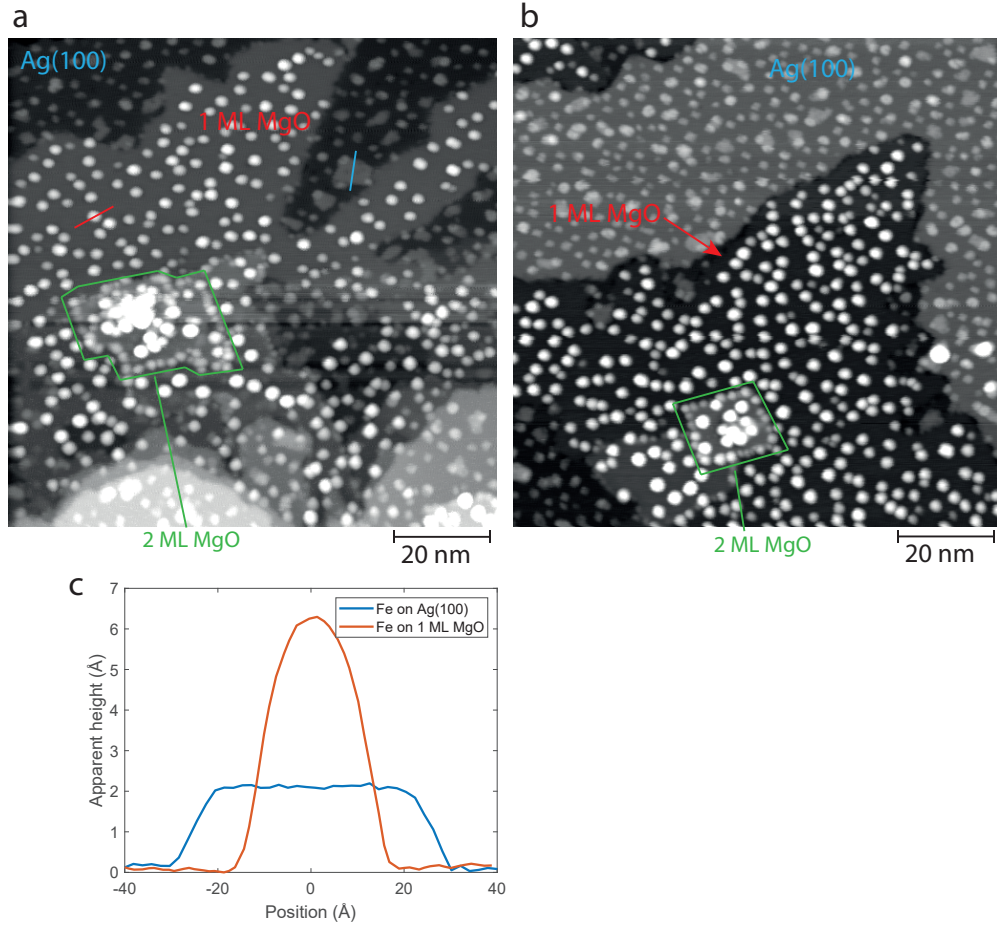 a
b
Ag(100)
Ag(100)
1 ML MgO
1 ML MgO
2 ML MgO
20 nm
2 ML MgO
20 nm
c
7
6
5
4
3
2
1
0
Apparent height (Å)
Fe on Ag(100)
Fe on 1 ML MgO
-40
-20
0
20
40
Position (Å)